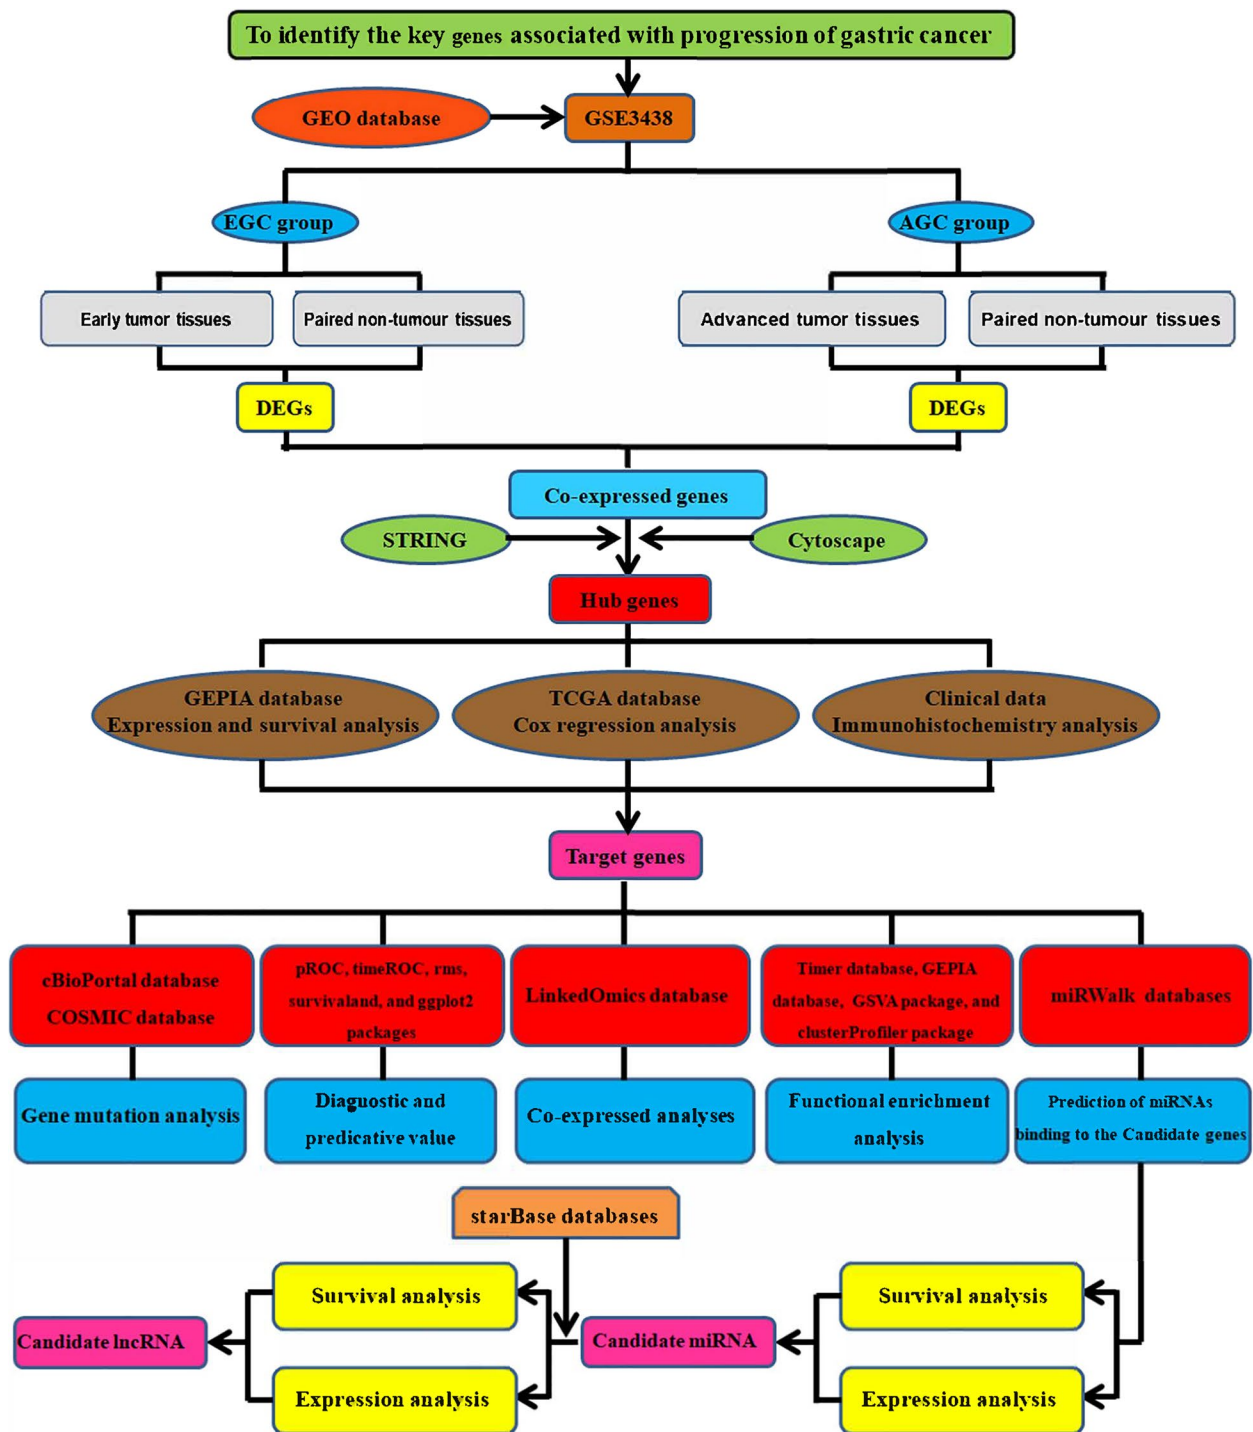 To identify the key genes associated with progression of gastric cancer
GEO database
GSE3438
EGC group
AGC group
Early tumor tissues
Paired non-tumour tissues
Advanced tumor tissues
Paired non-tumour tissues
DEGs
DEGs
Co-expressed genes
STRING
Cytoscape
Hub genes
GEPIA database
Expression and survival analysis
TCGA database
Cox regression analysis
Clinical data
Immunohistochemistry analysis
Target genes
cBioPortal database
COSMIC database
pROC, timeROC, rms,
survivaland, and ggplot2
packages
LinkedOmics database
Timer database, GEPIA
database, GSVA package, and
clusterProfiler package
miRWalk databases
Gene mutation analysis
Diaguostic and
predicative value
Co-expressed analyses
Functional enrichment
analysis
Prediction of miRNAs
binding to the Candidate genes
starBase databases
Survival analysis
Survival analysis
Candidate lncRNA
Candidate miRNA
Expression analysis
Expression analysis